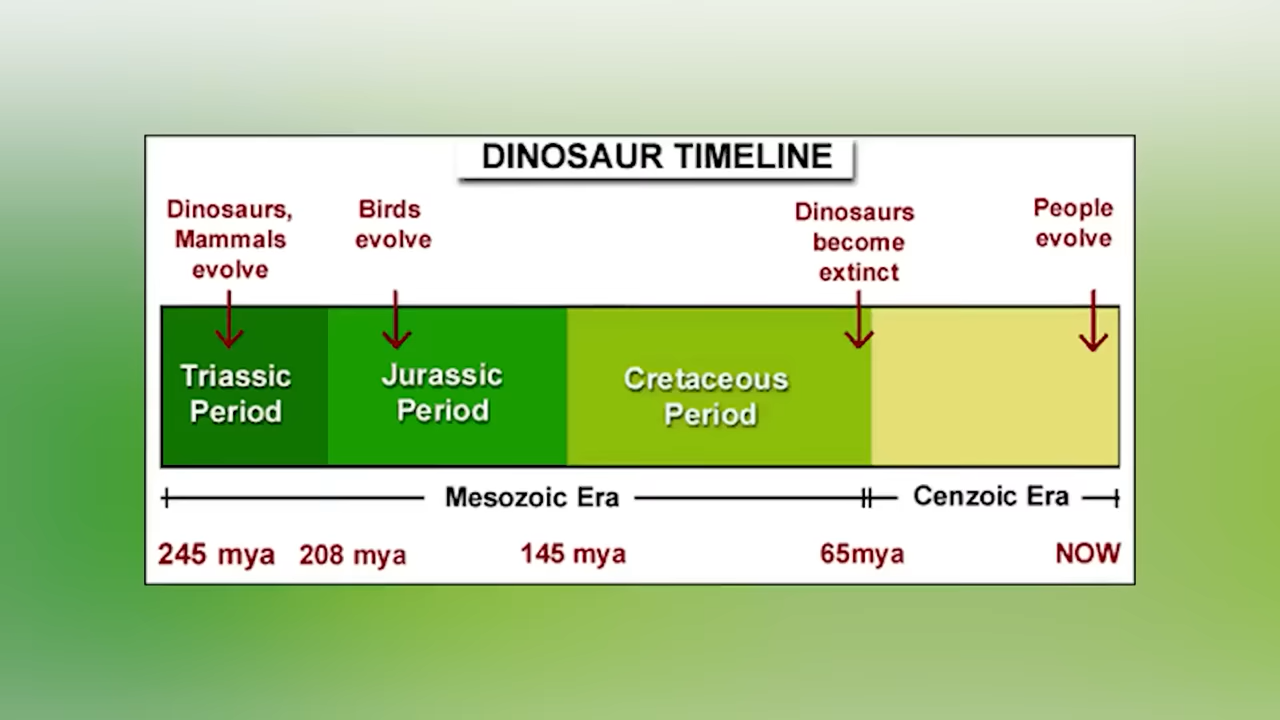 DINOSAUR TIMELINE
Dinosaurs,
Mammals
evolve
Birds
evolve
Dinosaurs
become
extinct
People
evolve
Triassic
Period
Jurassic
Period
Cretaceous
Period
Mesozoic Era
Cenzoic Era
245 mya
208 mya
145 mya
65mya
NOW